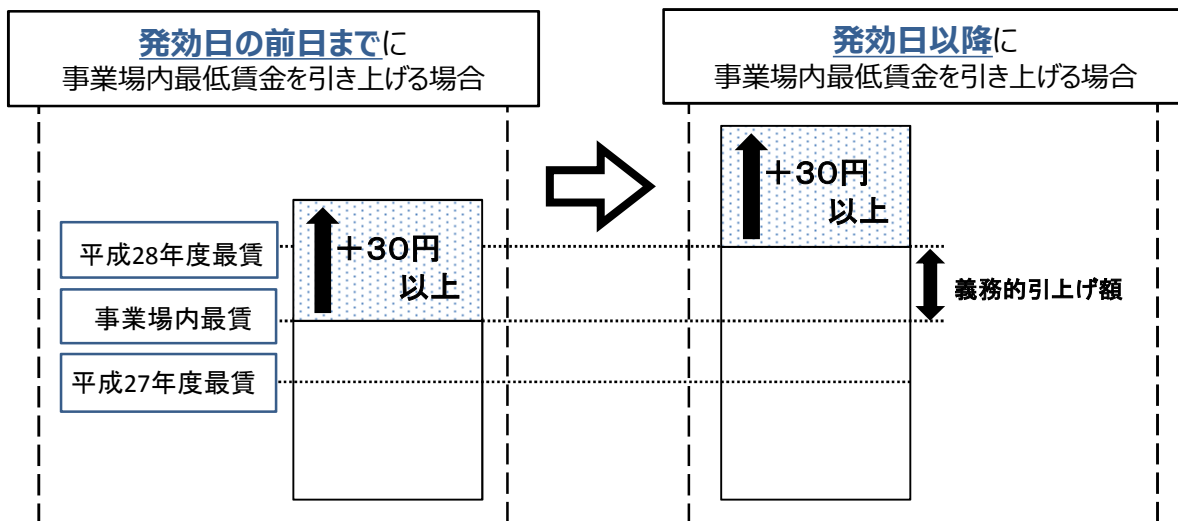 発効日の前日までに
事業場内最低賃金を引き上げる場合
発効日以降に
事業場内最低賃金を引き上げる場合
+30円
以上
+30円
以上
平成28年度最賃
事業場内最賃
平成27年度最賃
義務的引上げ額